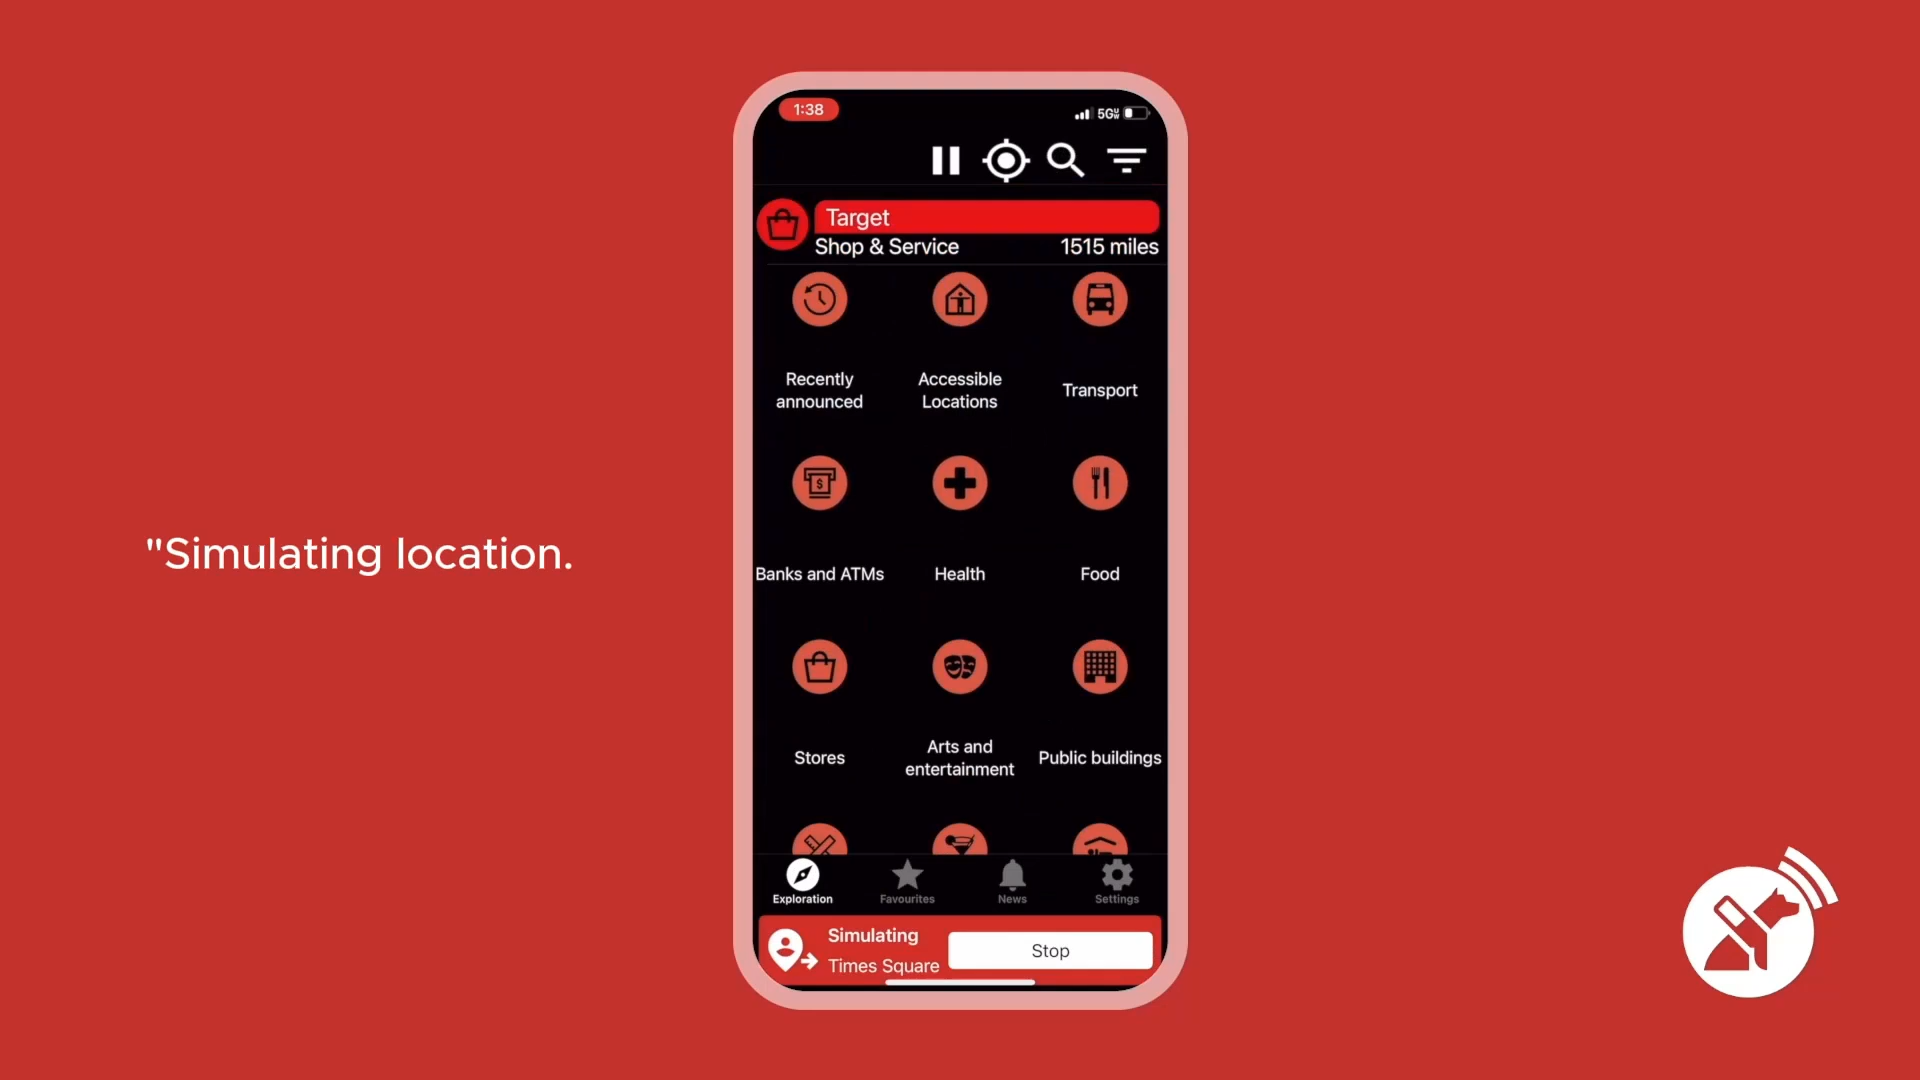 "Simulating location.
1:38
5GW
Target
Shop & Service 1515 miles
Recently announced
Accessible Locations
Transport
Banks and ATMs
Health
Food
Stores
Arts and entertainment
Public buildings
Exploration
Favourites
News
Settings
Simulating
Times Square
Stop